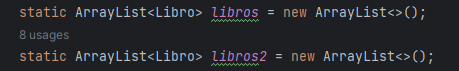 static ArrayList<Libro> libros = new ArrayList<>();
8 usages
static ArrayList<Libro> libros2 = new ArrayList<>();